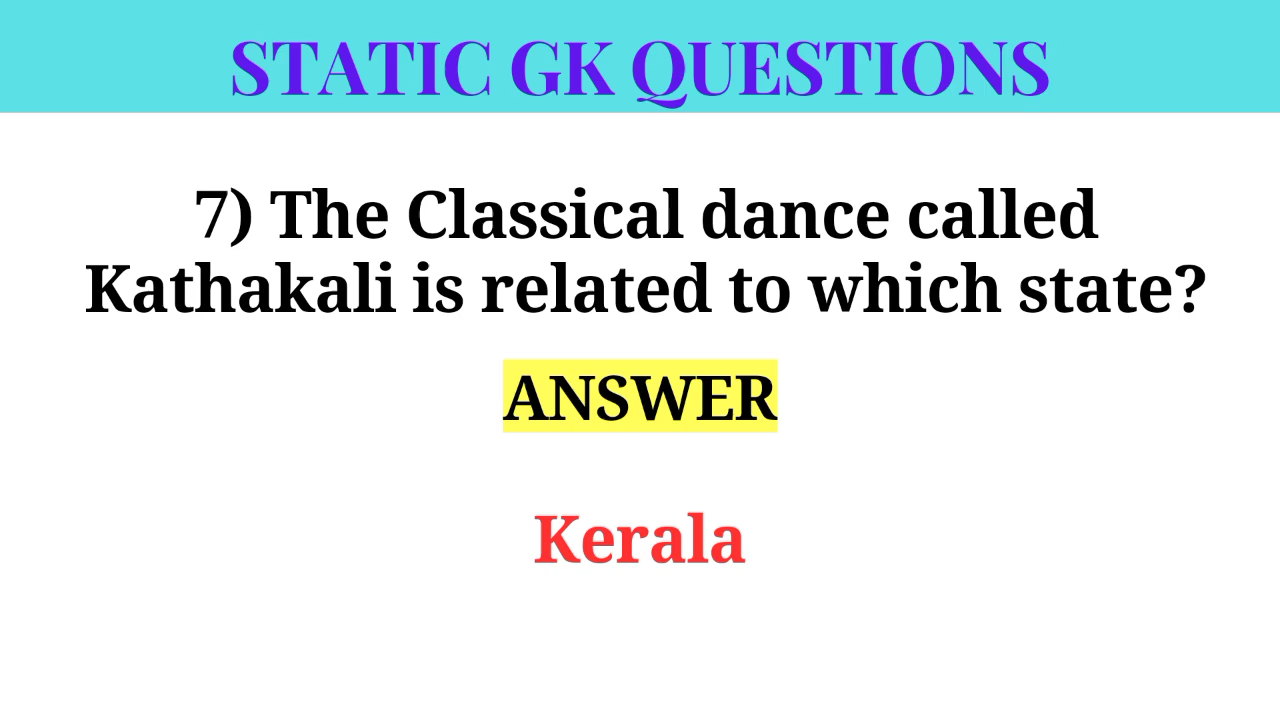 STATIC GK QUESTIONS
7) The Classical dance called
Kathakali is related to which state?
ANSWER
Kerala